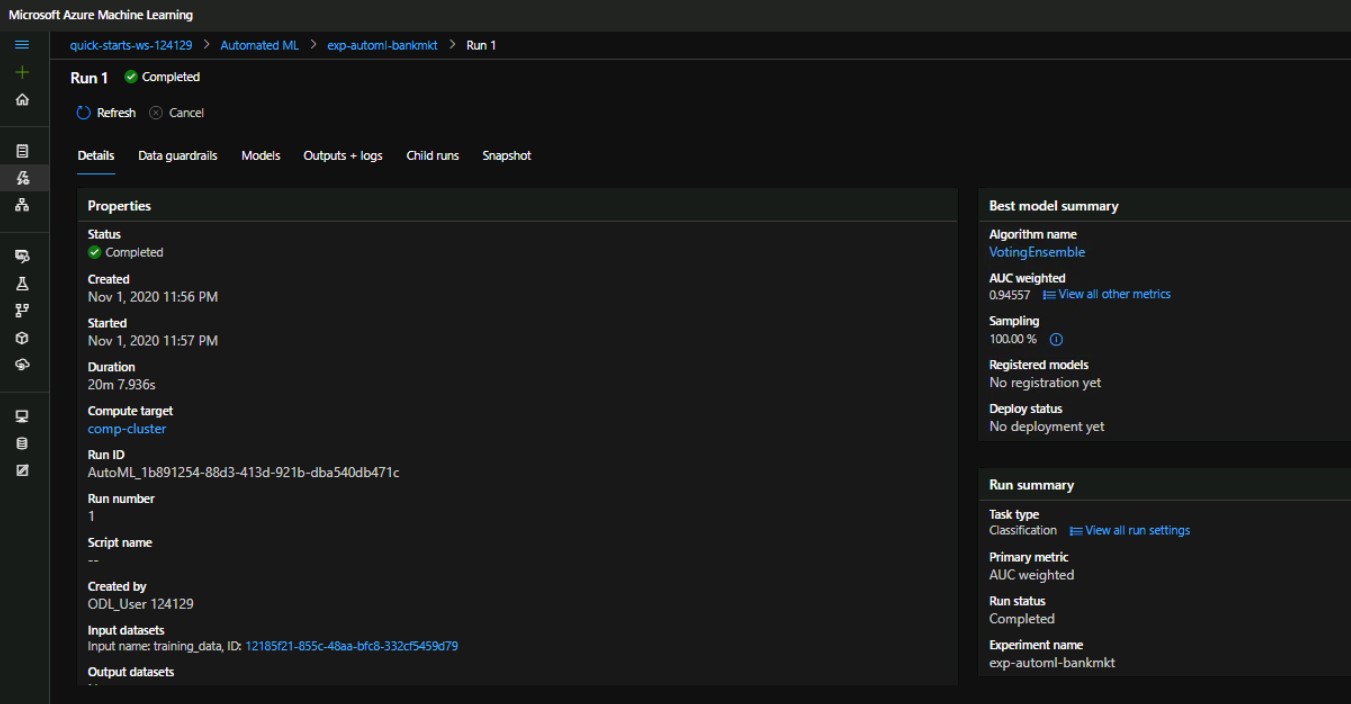 Microsoft Azure Machine Learning
quick-starts-ws-124129 > Automated ML > exp-automl-bankmkt > Run 1
Run 1 Completed
Refresh Cancel
Details Data guardrails Models Outputs + logs Child runs Snapshot
Properties
Status
Completed
Created
Nov 1, 2020 11:56 PM
Started
Nov 1, 2020 11:57 PM
Duration
20m 7.936s
Compute target
comp-cluster
Run ID
AutoML_1b891254-88d3-413d-921b-dba540db471c
Run number
1
Script name
--
Created by
ODL_User 124129
Input datasets
Input name: training_data, ID: 12185f21-855c-48aa-bfc8-332cf5459d79
Output datasets
Best model summary
Algorithm name
VotingEnsemble
AUC weighted
0.94557 View all other metrics
Sampling
100.00 %
Registered models
No registration yet
Deploy status
No deployment yet
Run summary
Task type
Classification View all run settings
Primary metric
AUC weighted
Run status
Completed
Experiment name
exp-automl-bankmkt